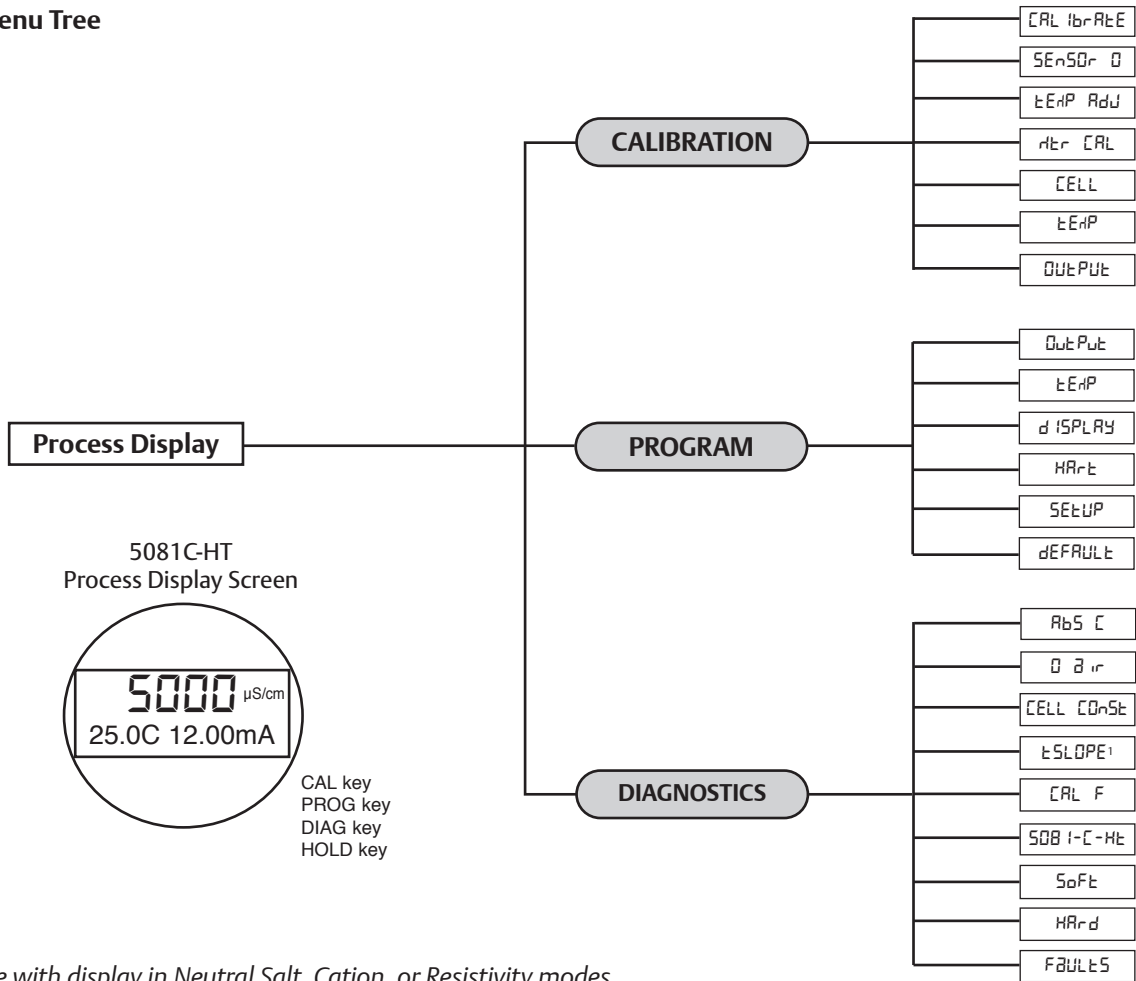 enu Tree
CALIBRATION
CALIbrAtE
SEnSOr 0
tEMP AdJ
Mtr CAL
CELL
tEMP
OUtPUt
Process Display
PROGRAM
OutPut
tEMP
dISPLAY
HArt
SEtUP
dEFAULt
5081C-HT
Process Display Screen
5000 µS/cm
25.0C 12.00mA
CAL key
PROG key
DIAG key
HOLD key
DIAGNOSTICS
AbS C
0 air
CELL COnSt
tSLOPE¹
CAL F
5081-C-Ht
SoFt
HArd
FaULtS
e with display in Neutral Salt, Cation, or Resistivity modes